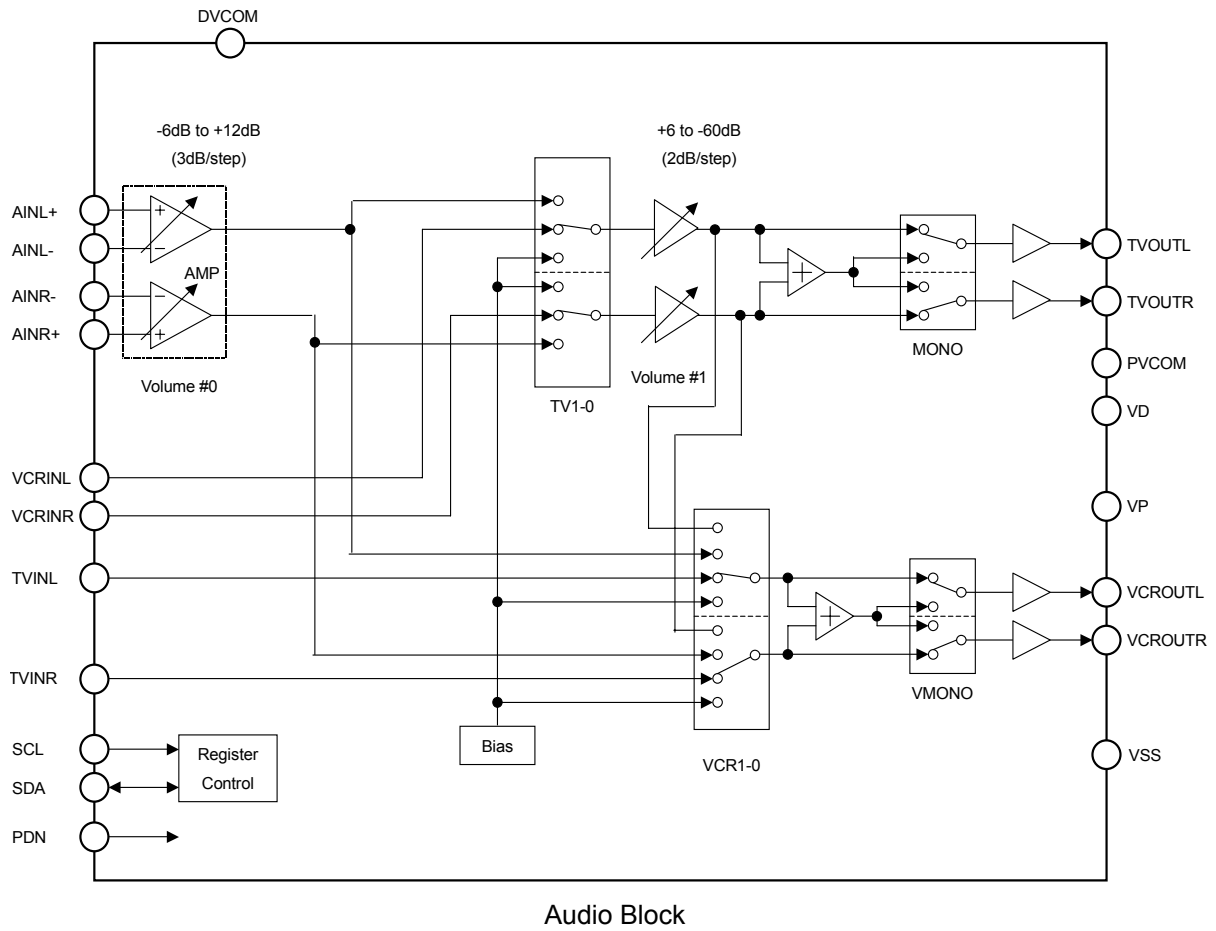 DVCOM
-6dB to +12dB
(3dB/step)
+6 to -60dB
(2dB/step)
AINL+
AINL-
AINR-
AINR+
+
−
AMP
−
+
Volume #0
TV1-0
Volume #1
+
MONO
TVOUTL
TVOUTR
PVCOM
VD
VP
VCRINL
VCRINR
TVINL
TVINR
+
VMONO
VCROUTL
VCROUTR
VSS
SCL
SDA
PDN
Register
Control
Bias
VCR1-0
Audio Block